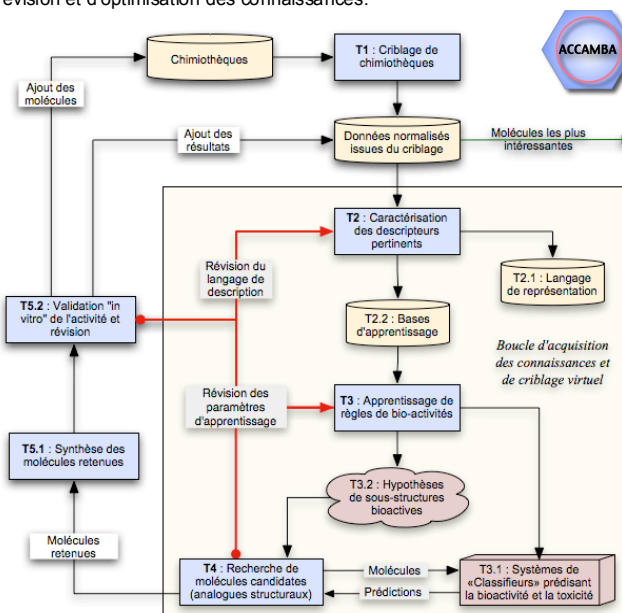 révision et d'optimisation des connaissances.
ACCAMBA
Chimiothèques
T1 : Criblage de
chimiothèques
Ajout des
molécules
Ajout des
résultats
Données normalisés
issues du criblage
Molécules les plus
intéressantes
T2 : Caractérisation
des descripteurs
pertinents
Révision du
langage de
description
T2.1 : Langage
de représentation
T5.2 : Validation "in
vitro" de l'activité et
révision
T2.2 : Bases
d'apprentissage
Boucle d'acquisition
des connaissances et
de criblage virtuel
Révision des
paramètres
d'apprentissage
T3 : Apprentissage de
règles de bio-activités
T5.1 : Synthèse des
molécules retenues
T3.2 : Hypothèses
de sous-structures
bioactives
Molécules
retenues
T4 : Recherche de
molécules candidates
(analogues structuraux)
Molécules
Prédictions
T3.1 : Systèmes de
«Classifieurs» prédisant
la bioactivité et la toxicité